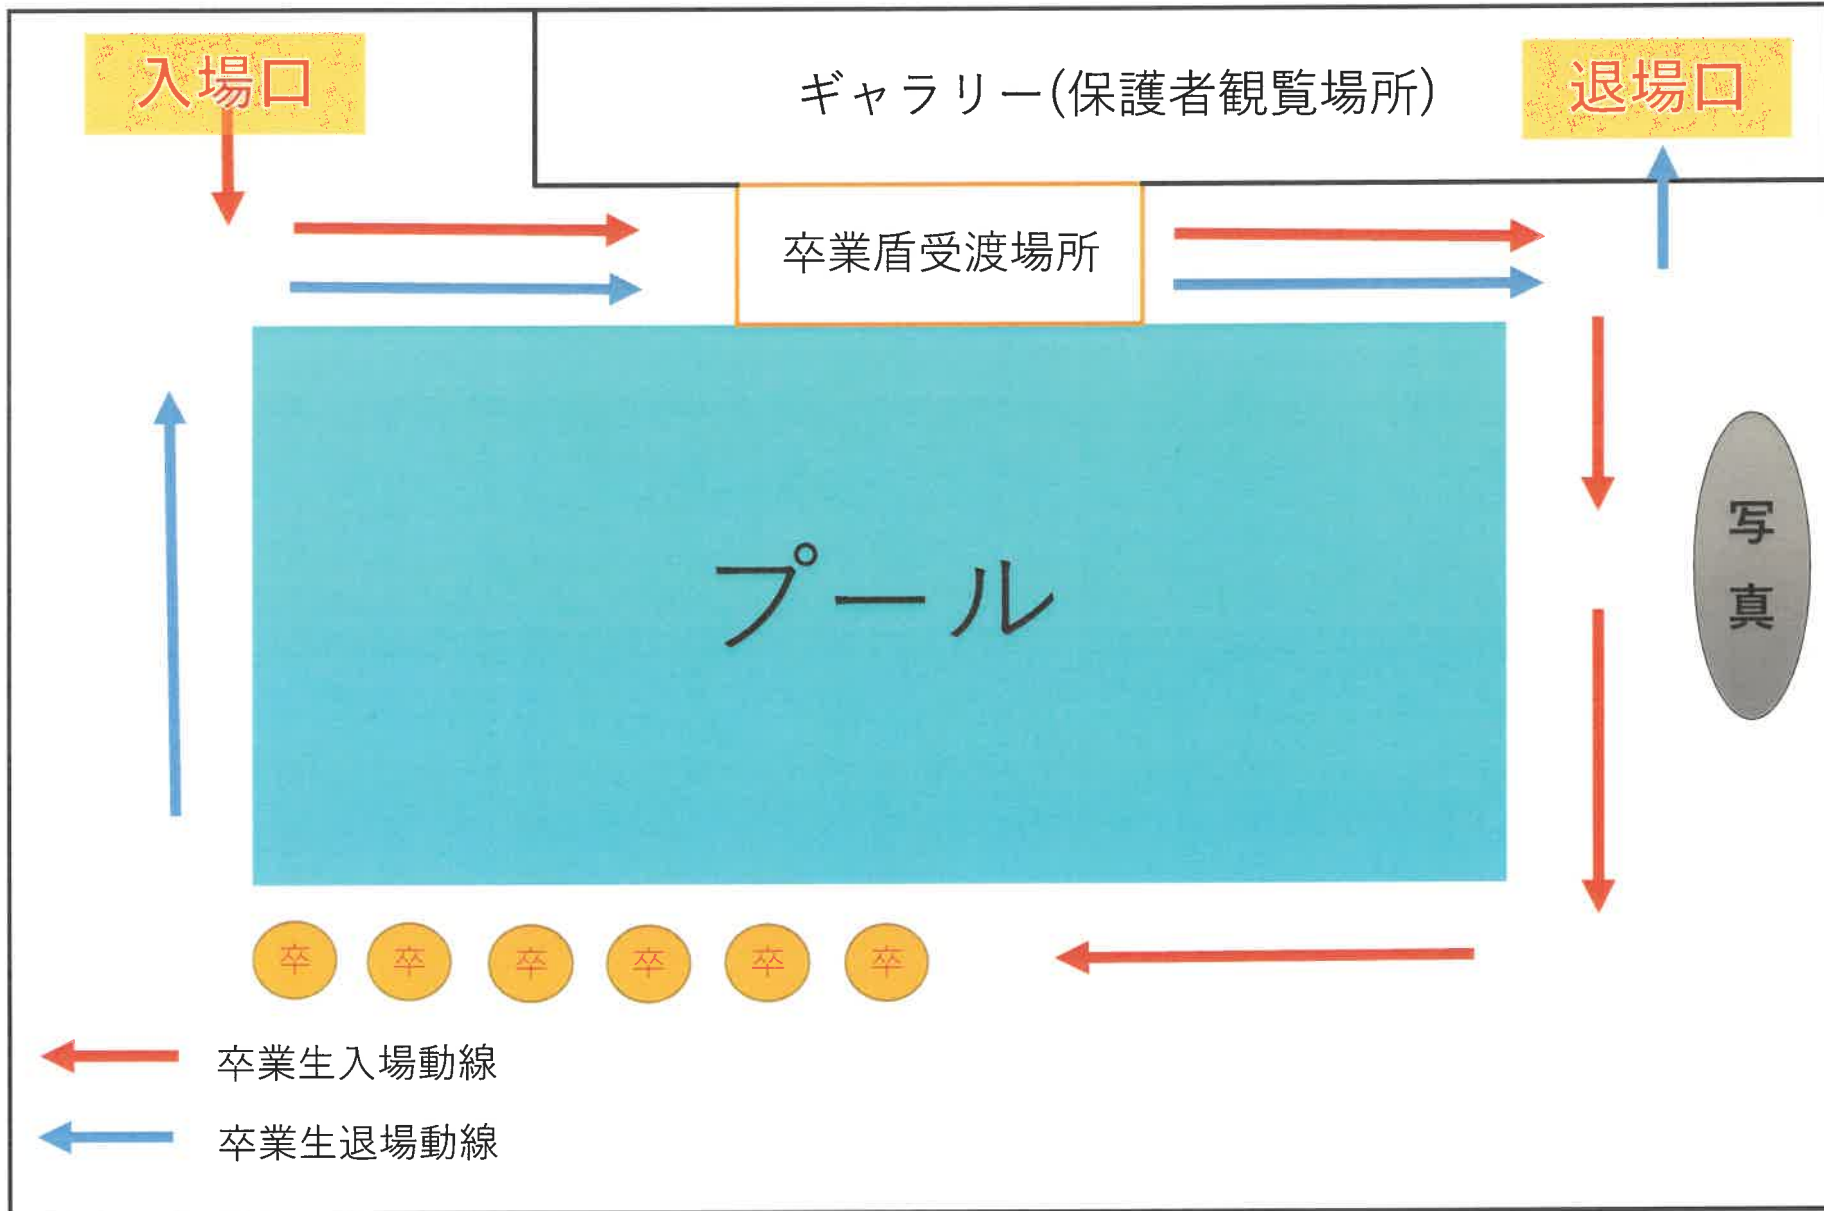 入場口
ギャラリー(保護者観覧場所)
退場口
卒業盾受渡場所
プール
写
真
卒 卒 卒 卒 卒 卒
卒業生入場動線
卒業生退場動線